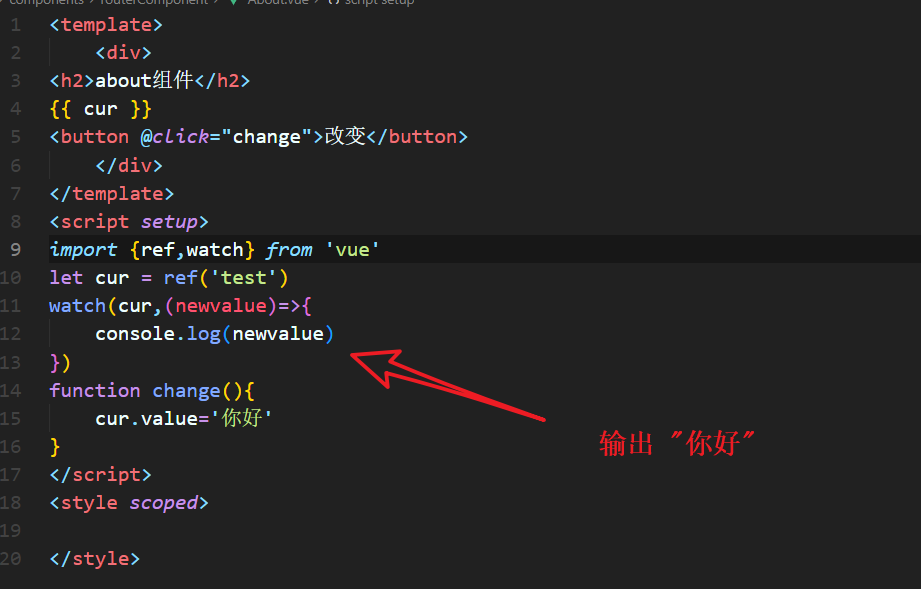 components > routerComponent > About.vue > script setup
1 <template>
2     <div>
3 <h2>about组件</h2>
4 {{ cur }}
5 <button @click="change">改变</button>
6     </div>
7 </template>
8 <script setup>
9 import {ref,watch} from 'vue'
10 let cur = ref('test')
11 watch(cur,(newvalue)=>{
12     console.log(newvalue)
13 })
14 function change(){
15     cur.value='你好'
16 }
17 </script>
18 <style scoped>
19
20 </style>
输出 "你好"